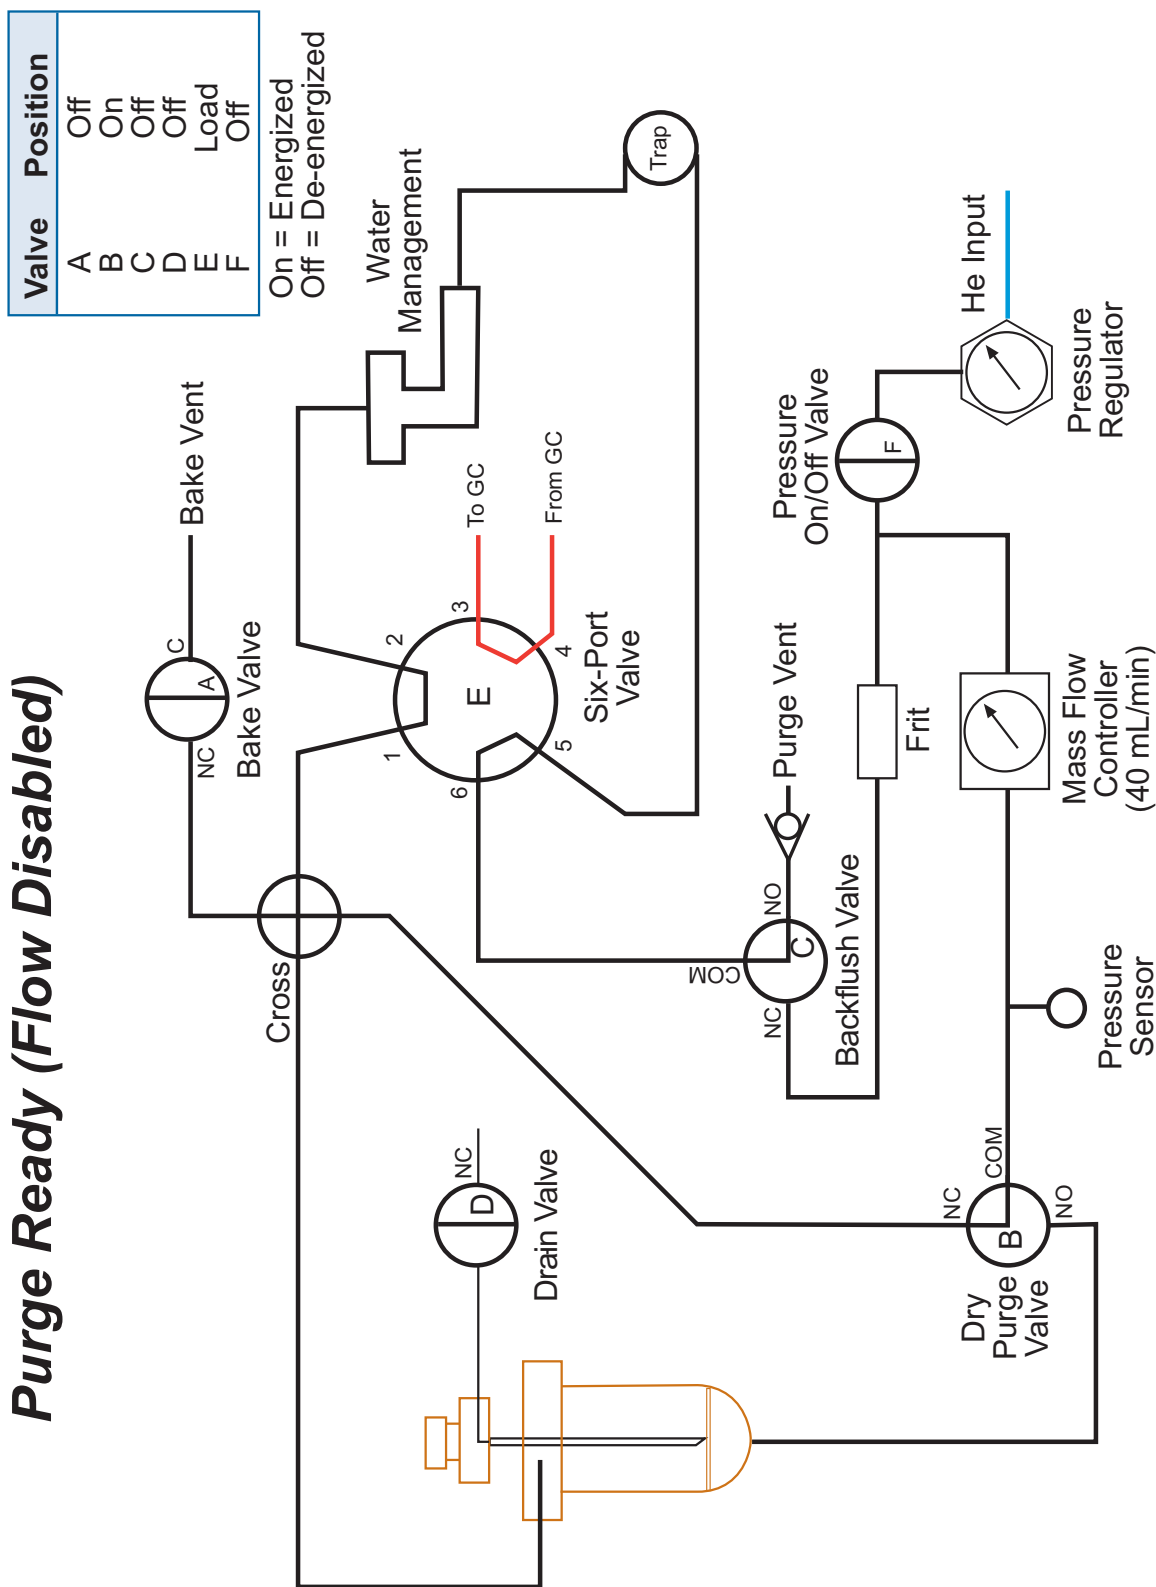 Purge Ready (Flow Disabled)
Valve Position
A Off
B On
C Off
D Off
E Load
F Off
On = Energized
Off = De-energized
Bake Vent
C
A
NC
Bake Valve
Water
Management
Trap
Cross
1
2
3
4
5
6
E
To GC
From GC
Six-Port
Valve
NC
D
Drain Valve
COM
NO
C
NC
Purge Vent
Backflush Valve
Pressure
On/Off Valve
F
He Input
Pressure
Regulator
Frit
Mass Flow
Controller
(40 mL/min)
Pressure
Sensor
NC
COM
B
NO
Dry
Purge
Valve